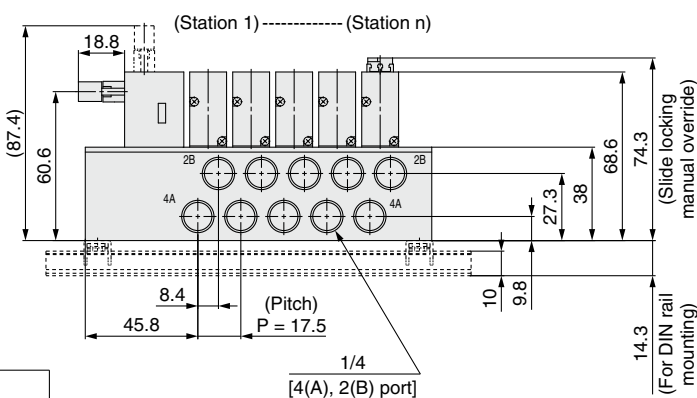 (Station 1) ------------ (Station n)
18.8
(87.4)
60.6
2B
2B
4A
4A
27.3
38
68.6
74.3
(Slide locking
manual override)
8.4
(Pitch)
45.8
P = 17.5
10
9.8
14.3
(For DIN rail
mounting)
1/4
[4(A), 2(B) port]